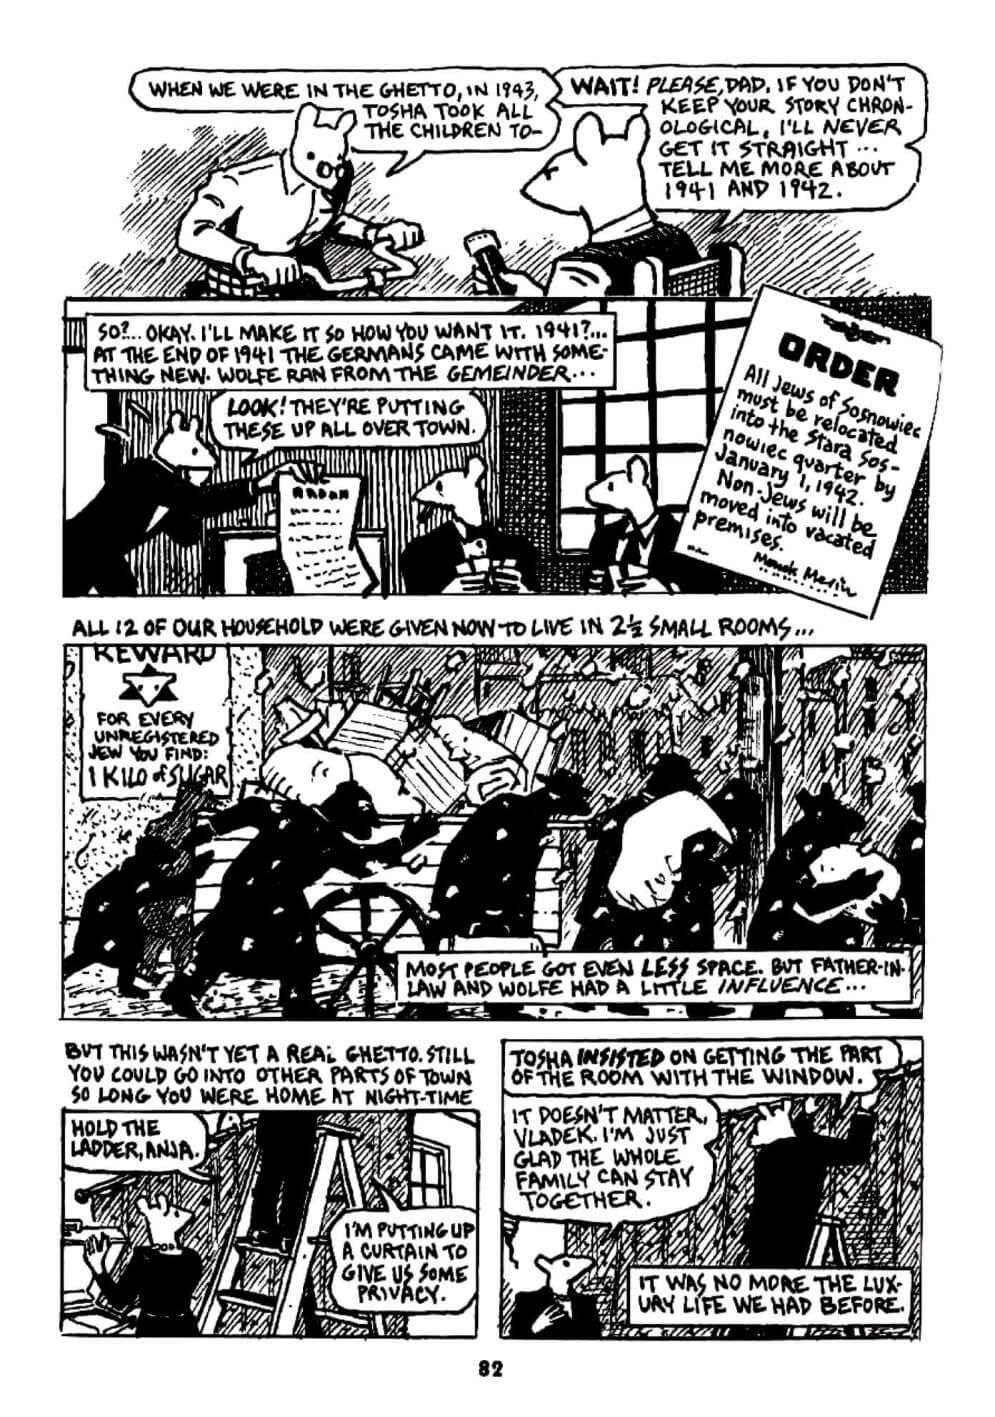 WHEN WE WERE IN THE GHETTO, IN 1943,
TOSHA TOOK ALL
THE CHILDREN TO-
WAIT! PLEASE, DAD. IF YOU DON'T
KEEP YOUR STORY CHRON-
OLOGICAL, I'LL NEVER
GET IT STRAIGHT...
TELL ME MORE ABOUT
1941 AND 1942.
SO?... OKAY. I'LL MAKE IT SO HOW YOU WANT IT. 1941?...
AT THE END OF 1941 THE GERMANS CAME WITH SOME-
THING NEW. WOLFE RAN FROM THE GEMEINDER...
LOOK! THEY'RE PUTTING
THESE UP ALL OVER TOWN.
ORDER
All Jews of Sosnowiec
must be relocated
into the Stara Sos-
nowiec quarter by
January 1, 1942.
Non-Jews will be
moved into vacated
premises.
ALL 12 OF OUR HOUSEHOLD WERE GIVEN NOW TO LIVE IN 2½ SMALL ROOMS...
REWARD
FOR EVERY
UNREGISTERED
JEW YOU FIND:
1 KILO of SUGAR
MOST PEOPLE GOT EVEN LESS SPACE. BUT FATHER-IN-
LAW AND WOLFE HAD A LITTLE INFLUENCE...
BUT THIS WASN'T YET A REAL GHETTO. STILL
YOU COULD GO INTO OTHER PARTS OF TOWN
SO LONG YOU WERE HOME AT NIGHT-TIME
HOLD THE
LADDER, ANJA.
I'M PUTTING UP
A CURTAIN TO
GIVE US SOME
PRIVACY.
TOSHA INSISTED ON GETTING THE PART
OF THE ROOM WITH THE WINDOW.
IT DOESN'T MATTER,
VLADEK. I'M JUST
GLAD THE WHOLE
FAMILY CAN STAY
TOGETHER.
IT WAS NO MORE THE LUX-
URY LIFE WE HAD BEFORE.
82